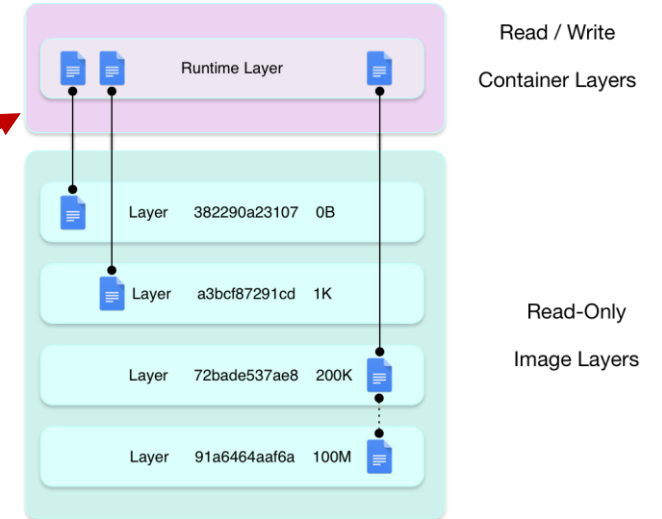 Read / Write
Runtime Layer
Container Layers
Layer 382290a23107 0B
Layer a3bcf87291cd 1K
Read-Only
Image Layers
Layer 72bade537ae8 200K
Layer 91a6464aaf6a 100M